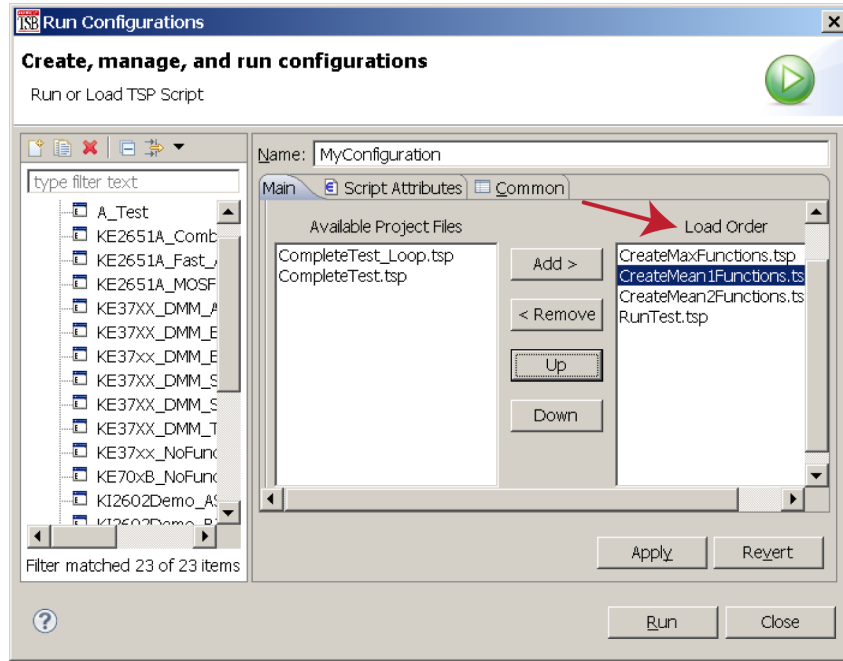 TSB Run Configurations
Create, manage, and run configurations
Run or Load TSP Script
type filter text
A_Test
KE2651A_Comb
KE2651A_Fast_
KE2651A_MOSF
KE37XX_DMM_A
KE37XX_DMM_E
KE37xx_DMM_E
KE37XX_DMM_S
KE37XX_DMM_S
KE37XX_DMM_T
KE37xx_NoFunc
KE70xB_NoFunc
KI2602Demo_AS
Filter matched 23 of 23 items
Name: MyConfiguration
Main Script Attributes Common
Available Project Files
CompleteTest_Loop.tsp
CompleteTest.tsp
Add >
< Remove
Up
Down
Load Order
CreateMaxFunctions.tsp
CreateMean1Functions.ts
CreateMean2Functions.ts
RunTest.tsp
Apply Revert
Run Close